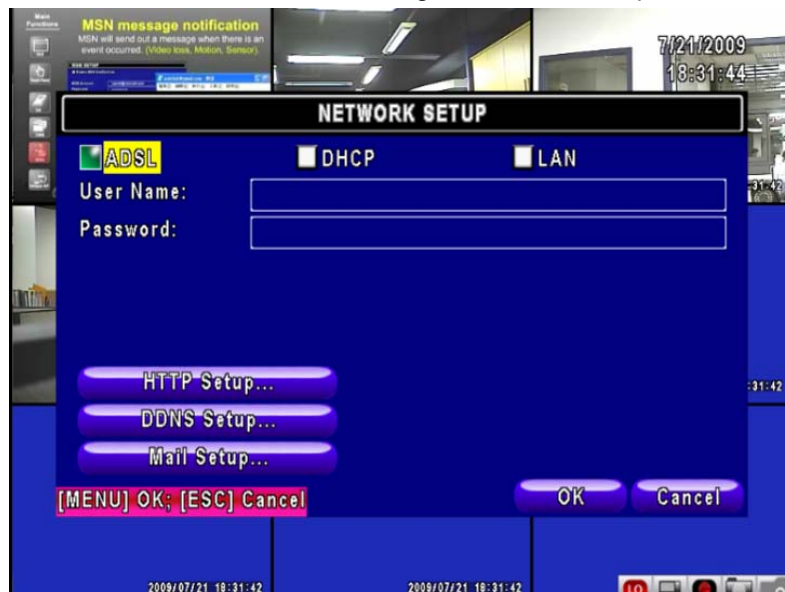 Main
Functions
MSN message notification
MSN will send out a message when there is an
event occurred. (Video loss, Motion, Sensor).
7/21/2009
18:31:44
NETWORK SETUP
ADSL DHCP LAN
User Name:
Password:
HTTP Setup...
DDNS Setup...
Mail Setup...
[MENU] OK; [ESC] Cancel
OK Cancel
:31:42
2009/07/21 18:31:42
2009/07/21 18:31:42